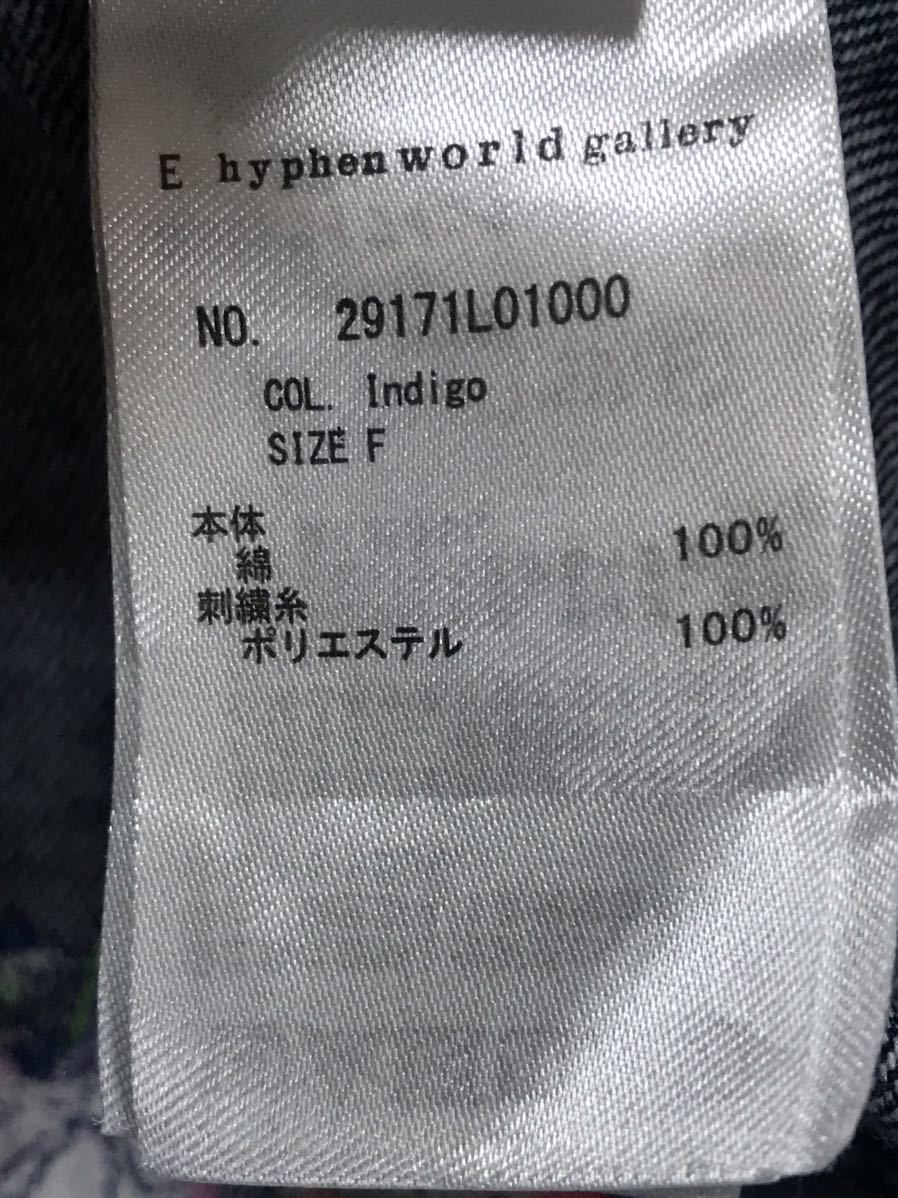 E hyphen world gallery
NO. 29171L01000
COL. Indigo
SIZE F
本体
綿 100%
刺繍糸
ポリエステル 100%